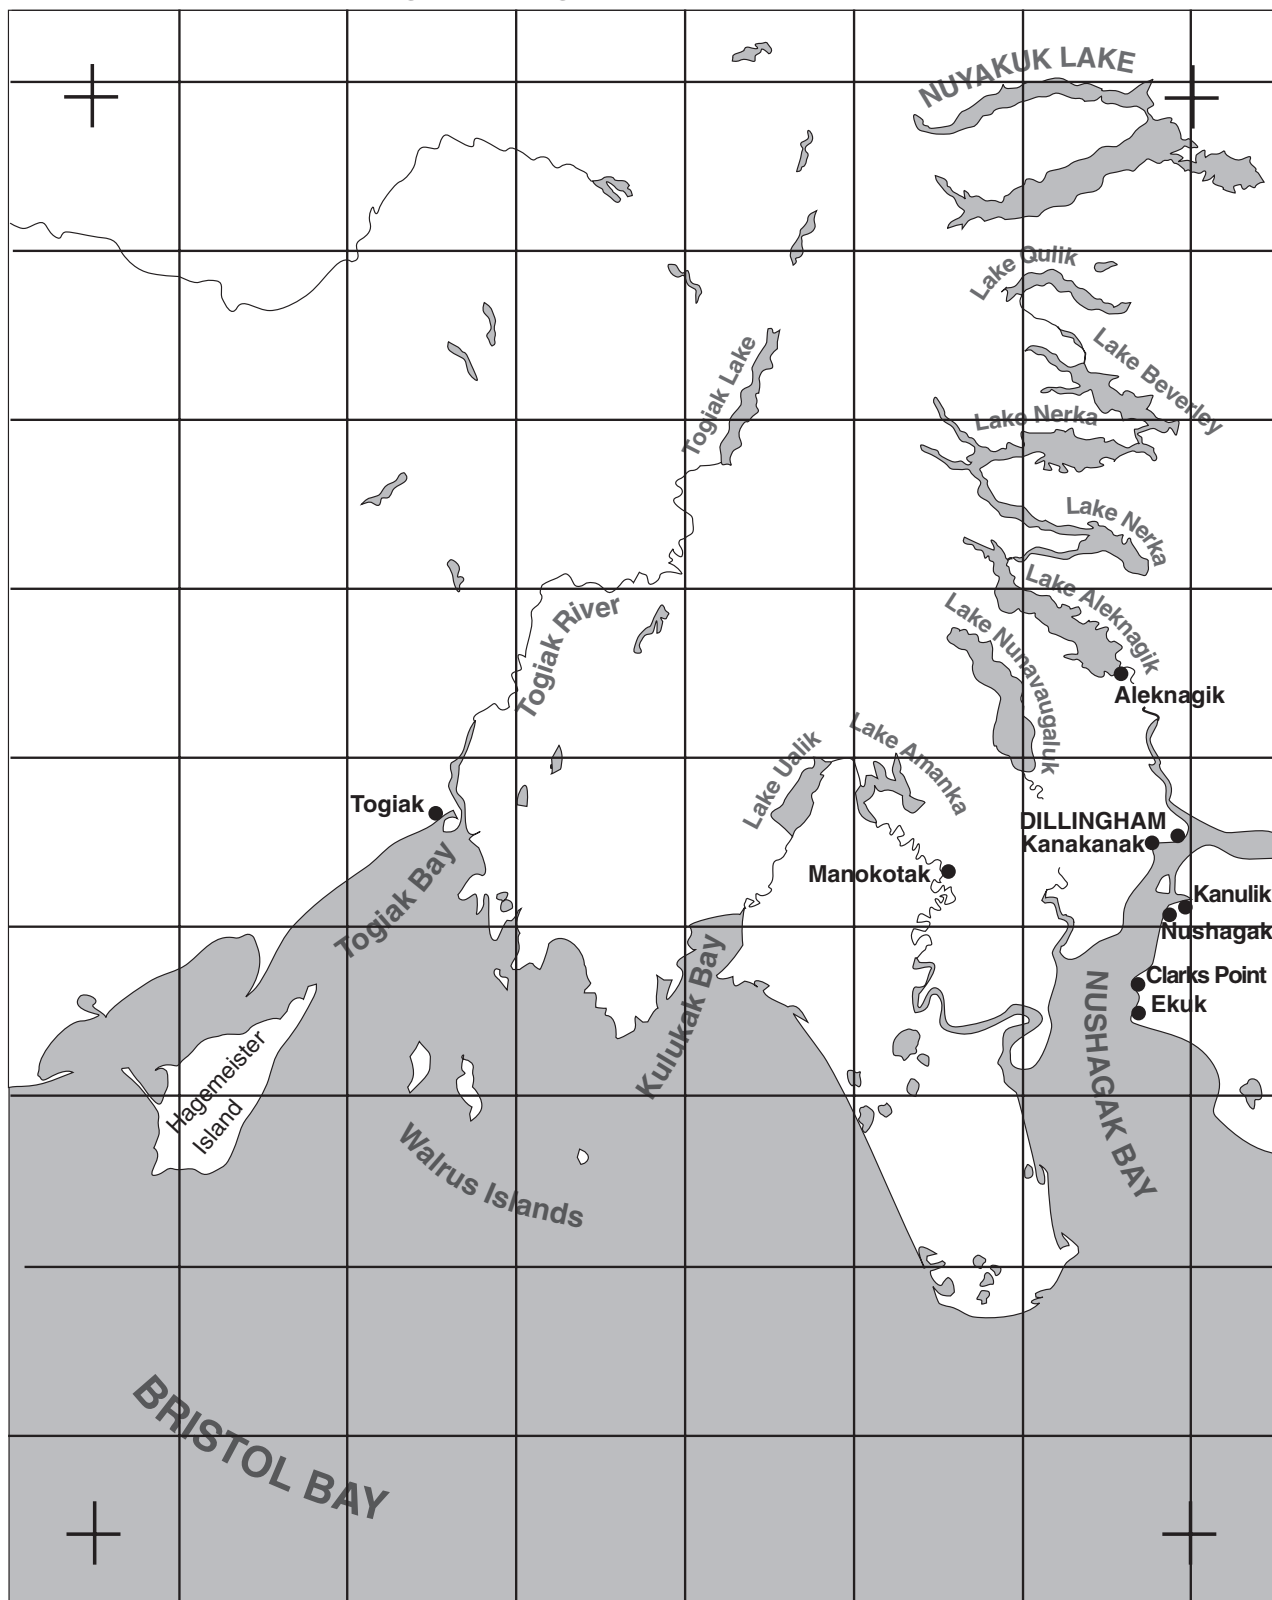 NUYAKUK LAKE
Lake Qulik
Lake Beverley
Togiak Lake
Lake Nerka
Lake Nerka
Lake Aleknagik
Lake Nunavaugaluk
Togiak River
Aleknagik
Lake Ualik
Lake Amanka
Togiak
DILLINGHAM
Kanakanak
Manokotak
Kanulik
Togiak Bay
Nushagak
Kulukak Bay
NUSHAGAK BAY
Clarks Point
Ekuk
Hagemeister
Island
Walrus Islands
BRISTOL BAY